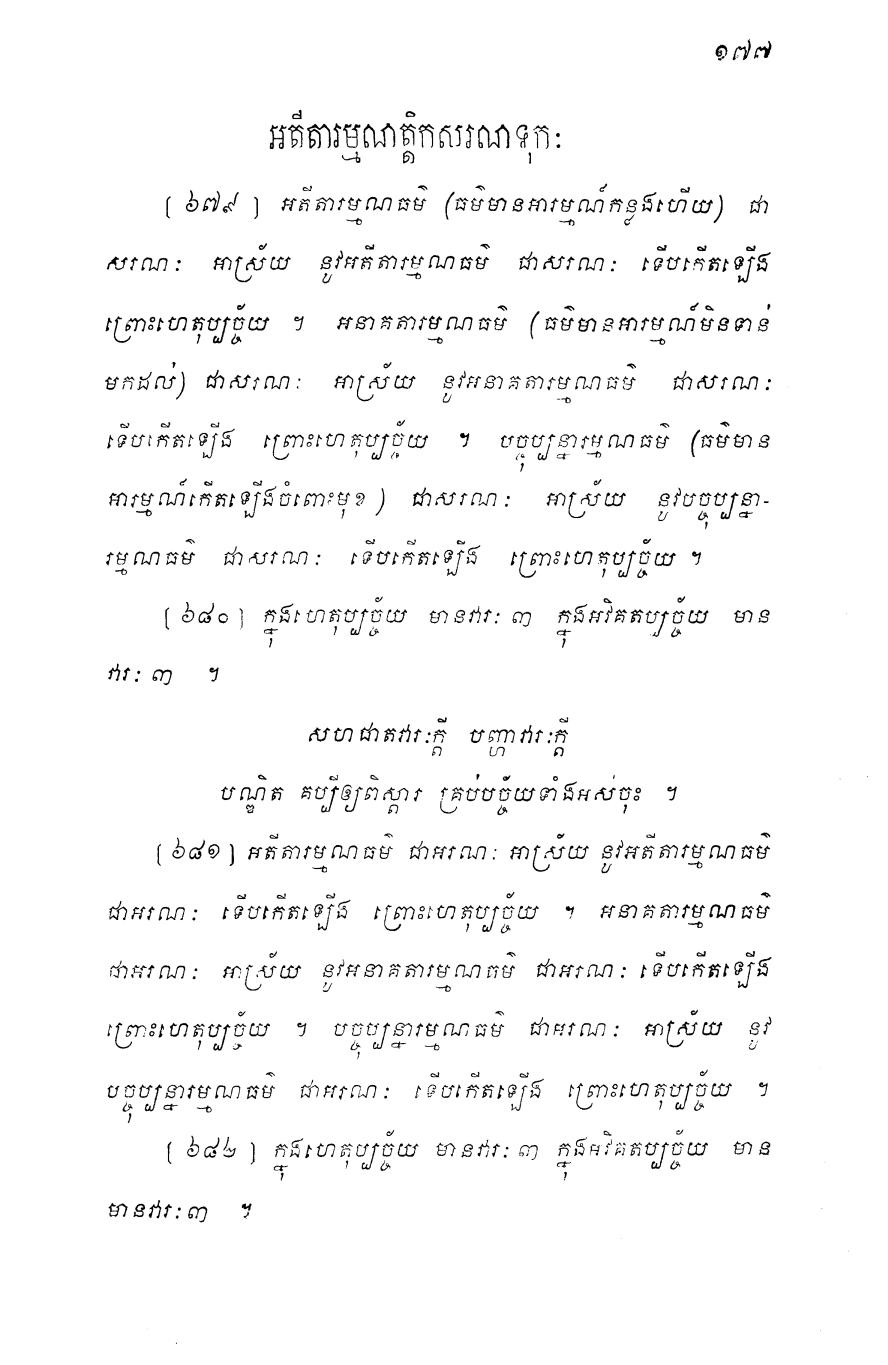 ១៧៧
អតីតារម្មណត្តិកសរណទុកៈ
[ ៦៧៩ ] អតីតារម្មណធម៌ (ធម៌មានអារម្មណ៍កន្លងហើយ) ជា
សរណៈ អាស្រ័យ នូវអតីតារម្មណធម៌ ជាសរណៈ ទើបកើតឡើង
ព្រោះហេតុប្បច្ច័យ ។ អនាគតារម្មណធម៌ (ធម៌មានអារម្មណ៍មិនទាន់
មកដល់) ជាសរណៈ អាស្រ័យ នូវអនាគតារម្មណធម៌ ជាសរណៈ
ទើបកើតឡើង ព្រោះហេតុប្បច្ច័យ ។ បច្ចុប្បន្នារម្មណធម៌ (ធម៌មាន
អារម្មណ៍កើតឡើងចំពោះមុខ ) ជាសរណៈ អាស្រ័យ នូវបច្ចុប្បន្នា-
រម្មណធម៌ ជាសរណៈ ទើបកើតឡើង ព្រោះហេតុប្បច្ច័យ ។
[ ៦៨០ ] ក្នុងហេតុប្បច្ច័យ មានវារៈ ៣ ក្នុងអវិគតប្បច្ច័យ មាន
វារៈ ៣ ។
សហជាតវារៈក្តី បញ្ហាវារៈក្តី
បណ្ឌិត គប្បីឲ្យពិស្តារ គ្រប់បច្ច័យទាំងអស់ចុះ ។
[ ៦៨១ ] អតីតារម្មណធម៌ ជាអរណៈ អាស្រ័យ នូវអតីតារម្មណធម៌
ជាអរណៈ ទើបកើតឡើង ព្រោះហេតុប្បច្ច័យ ។ អនាគតារម្មណធម៌
ជាអរណៈ អាស្រ័យ នូវអនាគតារម្មណធម៌ ជាអរណៈ ទើបកើតឡើង
ព្រោះហេតុប្បច្ច័យ ។ បច្ចុប្បន្នារម្មណធម៌ ជាអរណៈ អាស្រ័យ នូវ
បច្ចុប្បន្នារម្មណធម៌ ជាអរណៈ ទើបកើតឡើង ព្រោះហេតុប្បច្ច័យ ។
[ ៦៨២ ] ក្នុងហេតុប្បច្ច័យ មានវារៈ ៣ ក្នុងអវិគតប្បច្ច័យ មាន
មានវារៈ ៣ ។